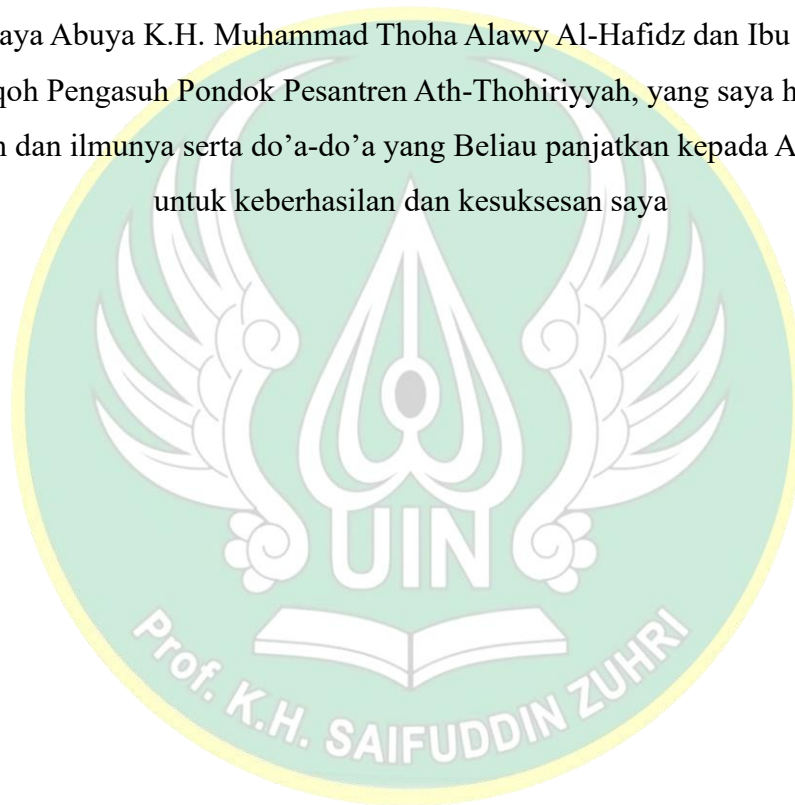 aya Abuya K.H. Muhammad Thoha Alawy Al-Hafidz dan Ibu
qoh Pengasuh Pondok Pesantren Ath-Thohiriyyah, yang saya h
n dan ilmunya serta do’a-do’a yang Beliau panjatkan kepada A
untuk keberhasilan dan kesuksesan saya
UIN
Prof. K.H. SAIFUDDIN ZUHRI